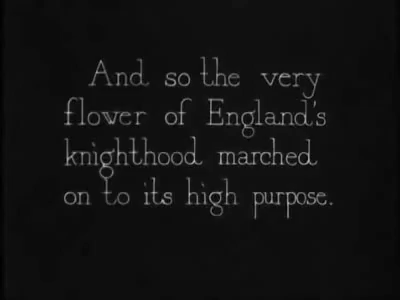 And so the very
flower of England's
knighthood marched
on to its high purpose.